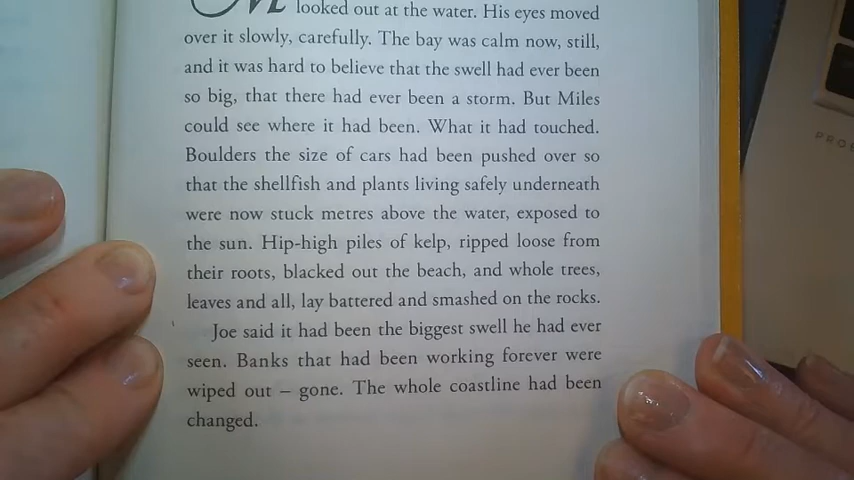 M looked out at the water. His eyes moved
over it slowly, carefully. The bay was calm now, still,
and it was hard to believe that the swell had ever been
so big, that there had ever been a storm. But Miles
could see where it had been. What it had touched.
Boulders the size of cars had been pushed over so
that the shellfish and plants living safely underneath
were now stuck metres above the water, exposed to
the sun. Hip-high piles of kelp, ripped loose from
their roots, blacked out the beach, and whole trees,
leaves and all, lay battered and smashed on the rocks.
Joe said it had been the biggest swell he had ever
seen. Banks that had been working forever were
wiped out – gone. The whole coastline had been
changed.